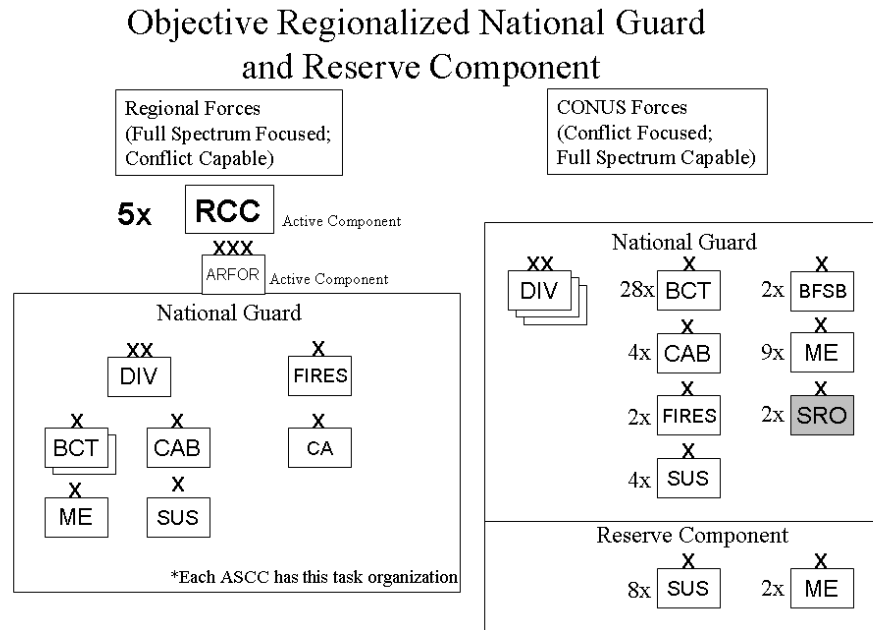 Objective Regionalized National Guard
and Reserve Component
Regional Forces
(Full Spectrum Focused;
Conflict Capable)
5x
RCC
Active Component
XXX
ARFOR
Active Component
National Guard
XX
DIV
X
FIRES
X
BCT
X
CAB
X
CA
X
ME
X
SUS
*Each ASCC has this task organization
CONUS Forces
(Conflict Focused;
Full Spectrum Capable)
National Guard
XX
DIV
X
28x BCT
X
2x BFSB
X
4x CAB
X
9x ME
X
2x FIRES
X
2x SRO
X
4x SUS
Reserve Component
X
8x SUS
X
2x ME